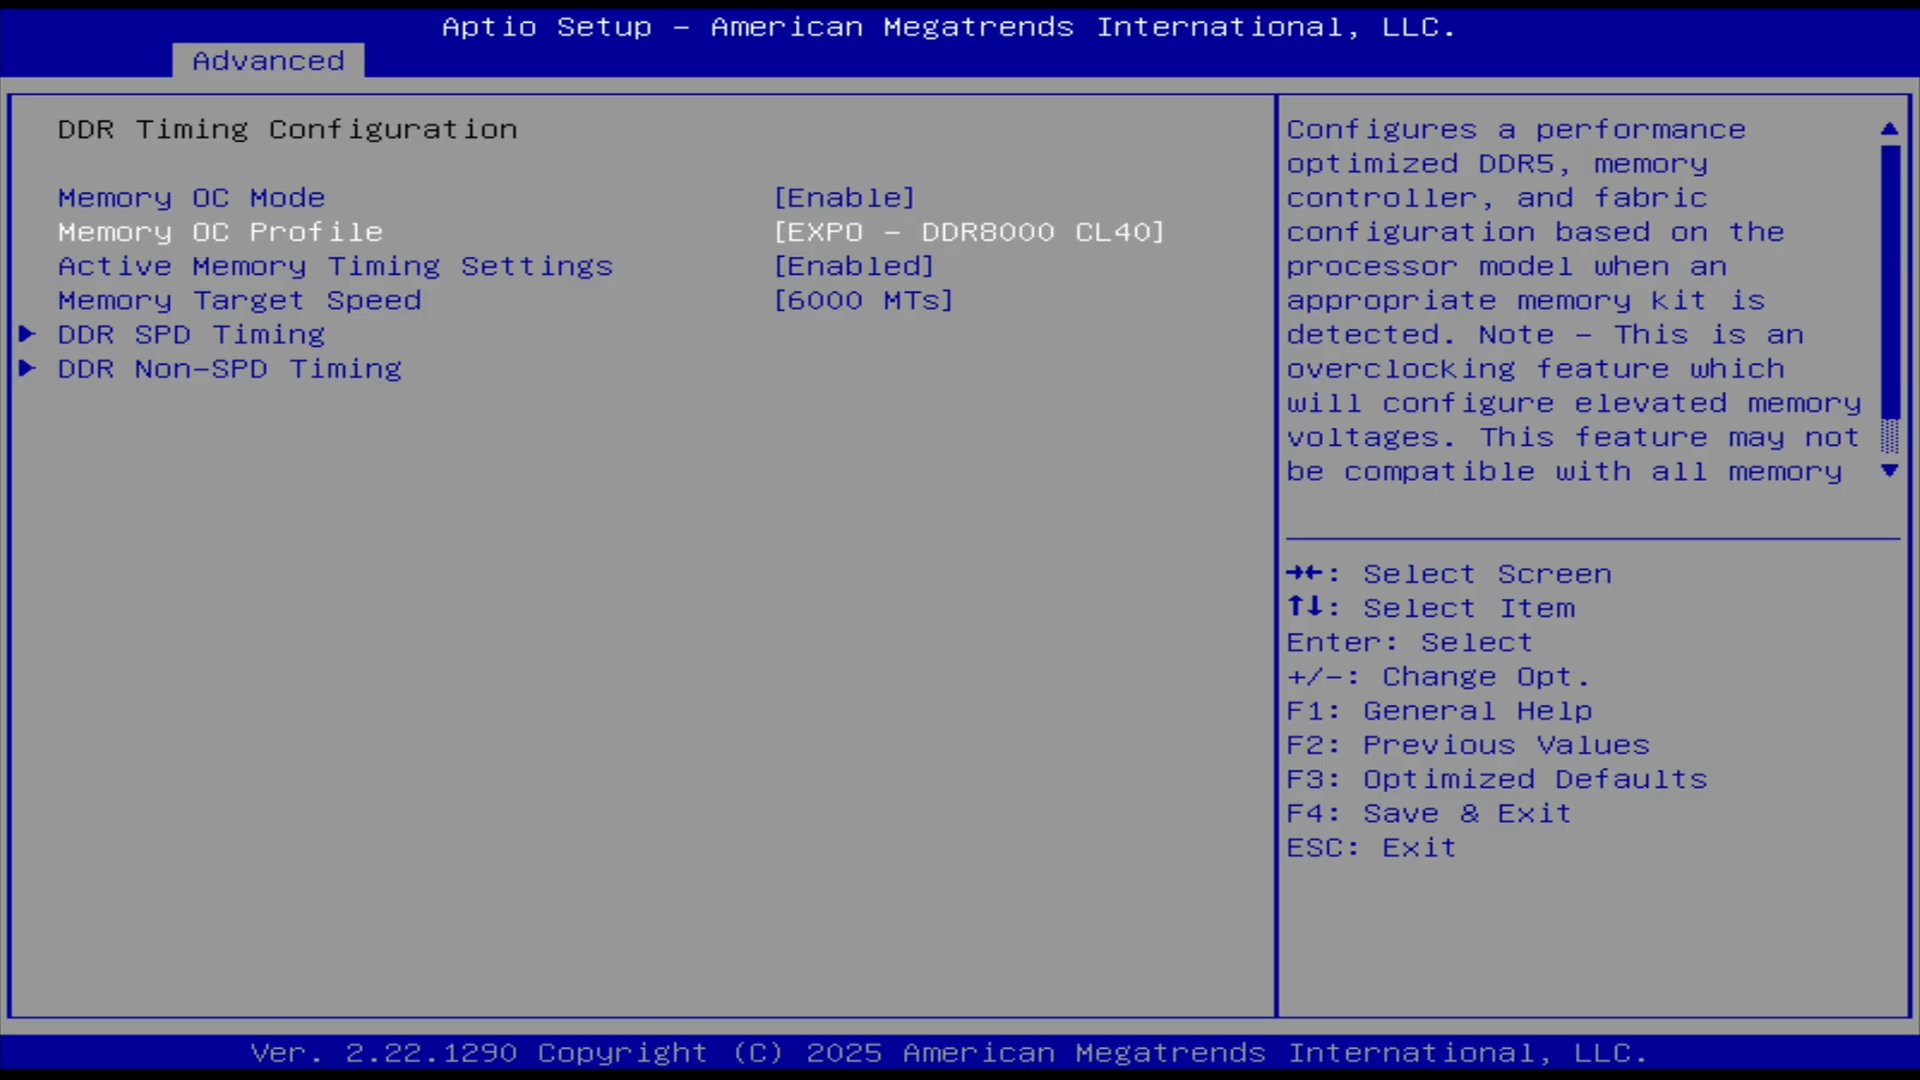 Aptio Setup – American Megatrends International, LLC.
Advanced
DDR Timing Configuration
Memory OC Mode [Enable]
Memory OC Profile [EXPO – DDR8000 CL40]
Active Memory Timing Settings [Enabled]
Memory Target Speed [6000 MTs]
DDR SPD Timing
DDR Non–SPD Timing
Configures a performance
optimized DDR5, memory
controller, and fabric
configuration based on the
processor model when an
appropriate memory kit is
detected. Note – This is an
overclocking feature which
will configure elevated memory
voltages. This feature may not
be compatible with all memory
→←: Select Screen
↑↓: Select Item
Enter: Select
+/–: Change Opt.
F1: General Help
F2: Previous Values
F3: Optimized Defaults
F4: Save & Exit
ESC: Exit
Ver. 2.22.1290 Copyright (C) 2025 American Megatrends International, LLC.